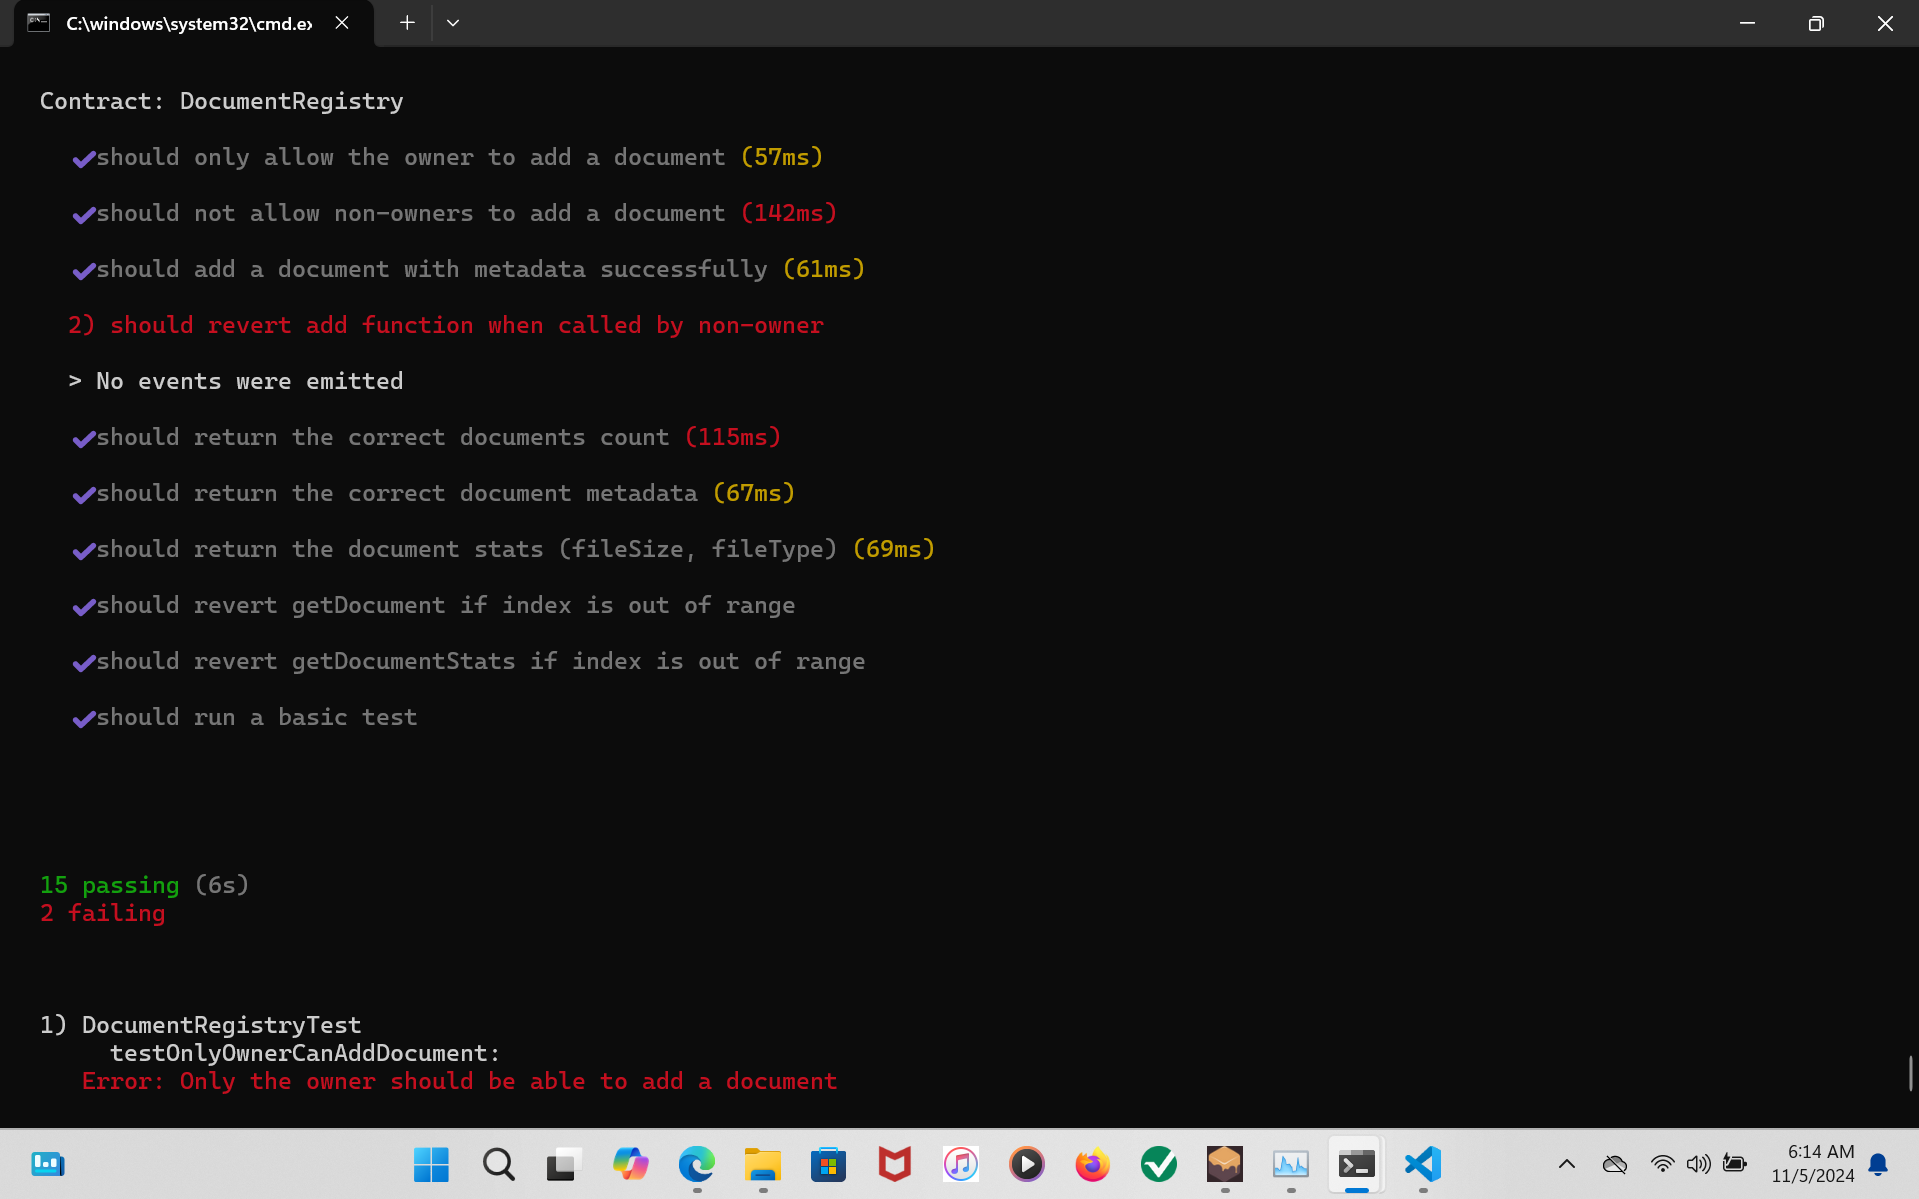 C:\windows\system32\cmd.ex
Contract: DocumentRegistry
✓should only allow the owner to add a document (57ms)
✓should not allow non-owners to add a document (142ms)
✓should add a document with metadata successfully (61ms)
2) should revert add function when called by non-owner
> No events were emitted
✓should return the correct documents count (115ms)
✓should return the correct document metadata (67ms)
✓should return the document stats (fileSize, fileType) (69ms)
✓should revert getDocument if index is out of range
✓should revert getDocumentStats if index is out of range
✓should run a basic test
15 passing (6s)
2 failing
1) DocumentRegistryTest
testOnlyOwnerCanAddDocument:
Error: Only the owner should be able to add a document
6:14 AM
11/5/2024